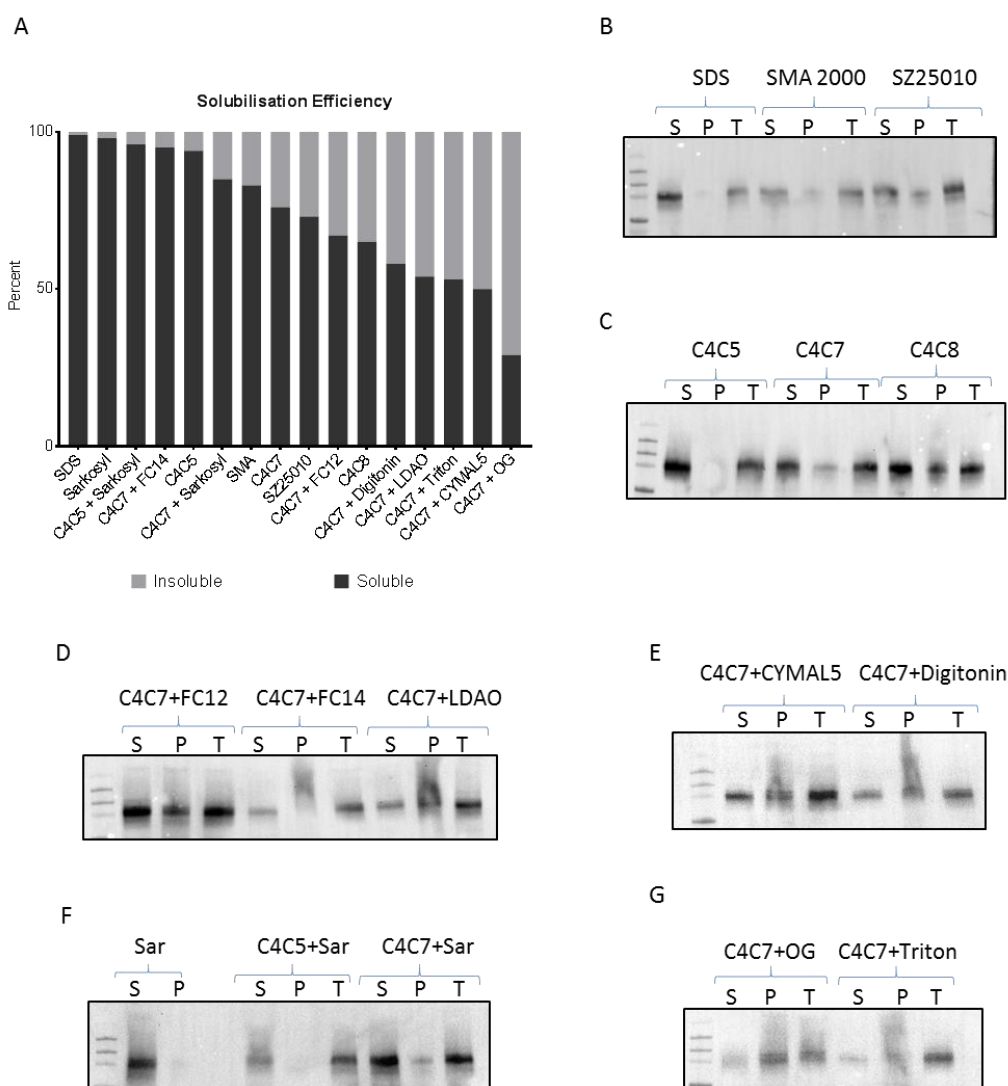 A
Solubilisation Efficiency
Percent
100
50
0
SDS
Sarkosyl
C4C5 + Sarkosyl
C4C7 + FC14
C4C5
C4C7 + Sarkosyl
SMA
C4C7
SZ25010
C4C7 + FC12
C4C8
C4C7 + Digitonin
C4C7 + LDAO
C4C7 + Triton
C4C7 + CYMAL5
C4C7 + OG
Insoluble Soluble
B
SDS SMA 2000 SZ25010
S P T S P T S P T
C
C4C5 C4C7 C4C8
S P T S P T S P T
D
C4C7+FC12 C4C7+FC14 C4C7+LDAO
S P T S P T S P T
E
C4C7+CYMAL5 C4C7+Digitonin
S P T S P T
F
Sar C4C5+Sar C4C7+Sar
S P S P T S P T
G
C4C7+OG C4C7+Triton
S P T S P T